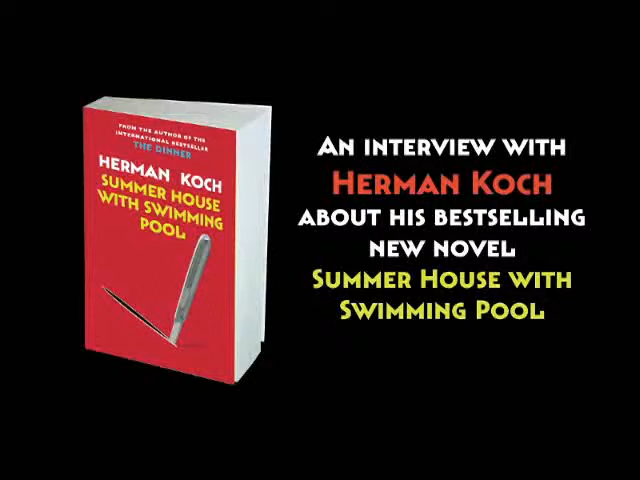 FROM THE AUTHOR OF THE
INTERNATIONAL BESTSELLER
THE DINNER
HERMAN KOCH
SUMMER HOUSE
WITH SWIMMING
POOL
AN INTERVIEW WITH
HERMAN KOCH
ABOUT HIS BESTSELLING
NEW NOVEL
SUMMER HOUSE WITH
SWIMMING POOL